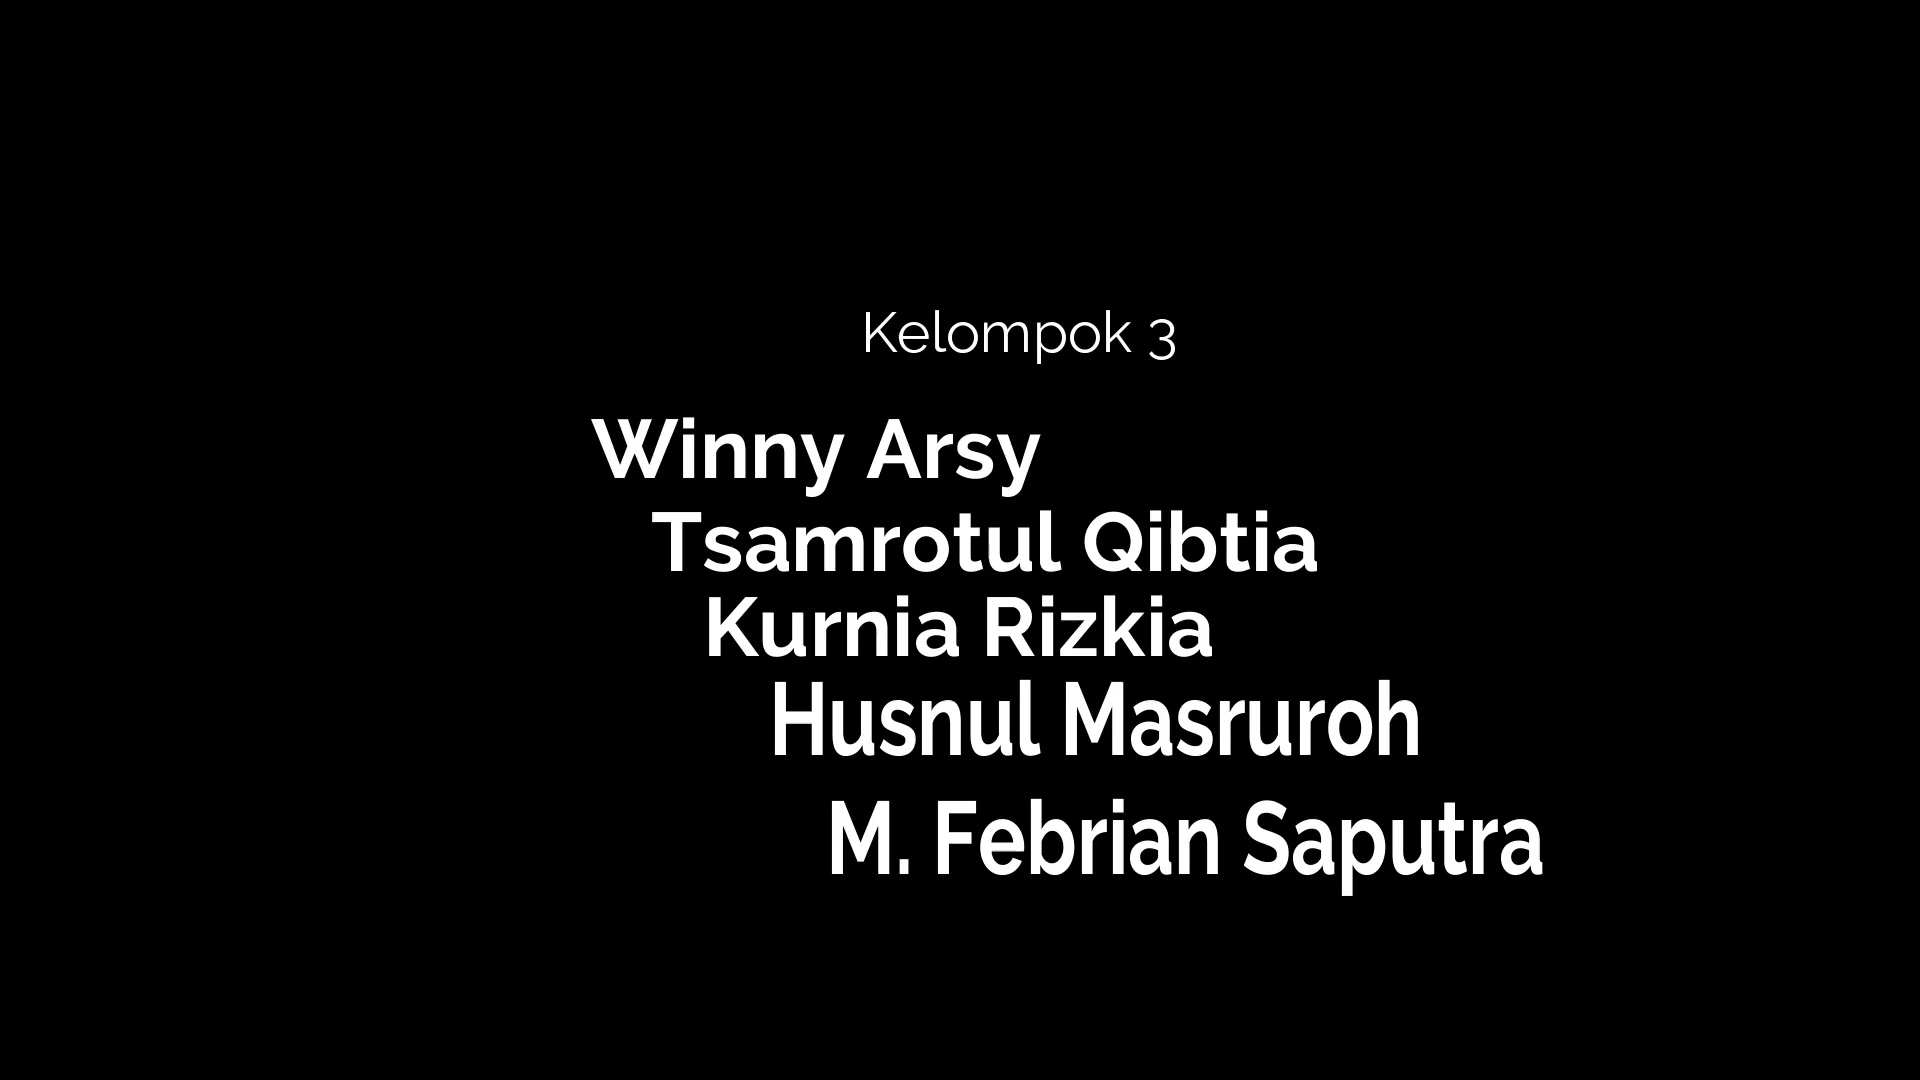 Kelompok 3
Winny Arsy
Tsamrotul Qibtia
Kurnia Rizkia
Husnul Masruroh
M. Febrian Saputra